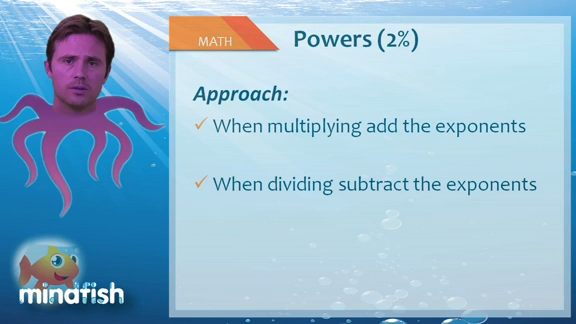 MATH
Powers (2%)
Approach:
✓ When multiplying add the exponents
✓ When dividing subtract the exponents
minafish